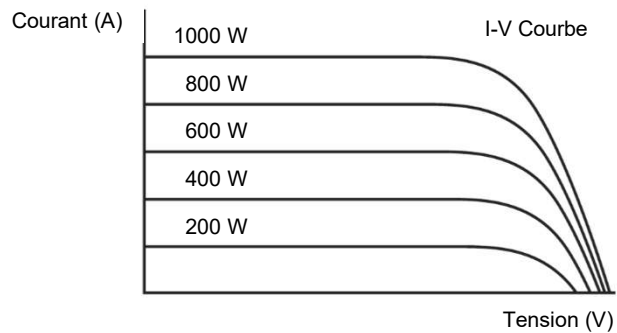 Courant (A)
I-V Courbe
1000 W
800 W
600 W
400 W
200 W
Tension (V)